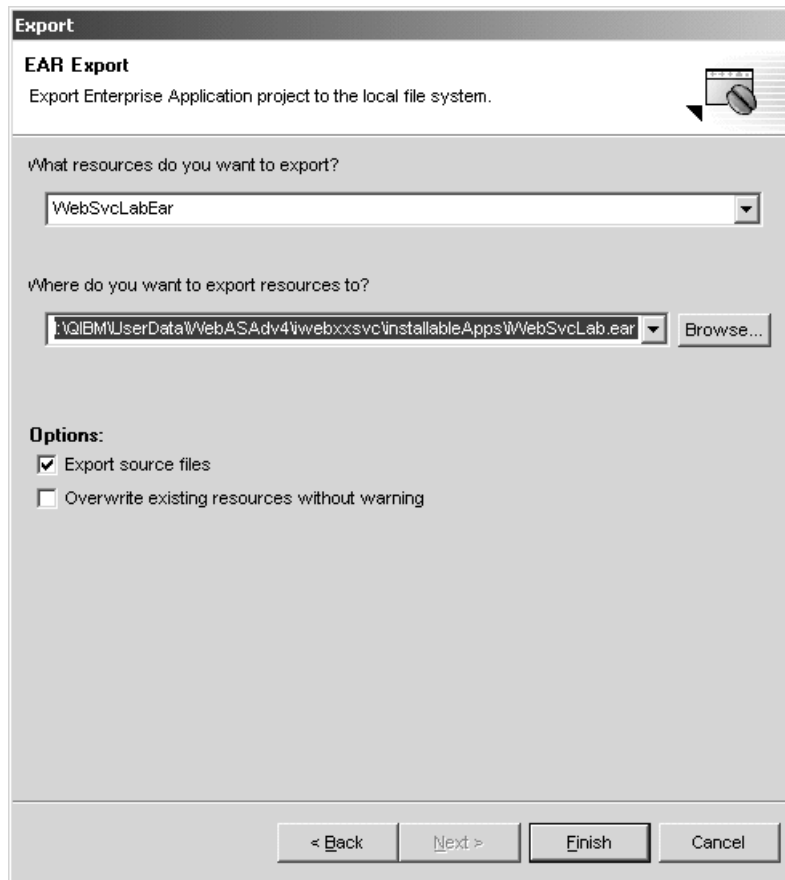 Export
EAR Export
Export Enterprise Application project to the local file system.
What resources do you want to export?
WebSvcLabEar
Where do you want to export resources to?
:\QIBM\UserData\WebASAdv4\iwebxxsvc\installableApps\WebSvcLab.ear
Browse...
Options:
Export source files
Overwrite existing resources without warning
< Back
Next >
Finish
Cancel